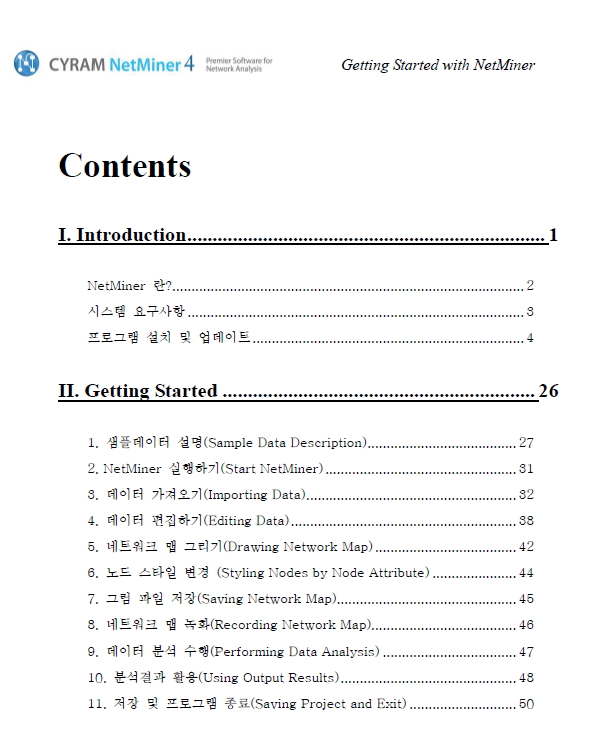 CYRAM NetMiner 4 Premier Software for
Network Analysis
Getting Started with NetMiner
Contents
I. Introduction....................................................................... 1
NetMiner 란?............................................................................................ 2
시스템 요구사항........................................................................................ 3
프로그램 설치 및 업데이트....................................................................... 4
II. Getting Started ............................................................... 26
1. 샘플데이터 설명(Sample Data Description)....................................... 27
2. NetMiner 실행하기(Start NetMiner).................................................. 31
3. 데이터 가져오기(Importing Data)....................................................... 32
4. 데이터 편집하기(Editing Data)........................................................... 38
5. 네트워크 맵 그리기(Drawing Network Map)..................................... 42
6. 노드 스타일 변경 (Styling Nodes by Node Attribute)...................... 44
7. 그림 파일 저장(Saving Network Map)............................................... 45
8. 네트워크 맵 녹화(Recording Network Map)...................................... 46
9. 데이터 분석 수행(Performing Data Analysis) ................................... 47
10. 분석결과 활용(Using Output Results).............................................. 48
11. 저장 및 프로그램 종료(Saving Project and Exit) ............................ 50